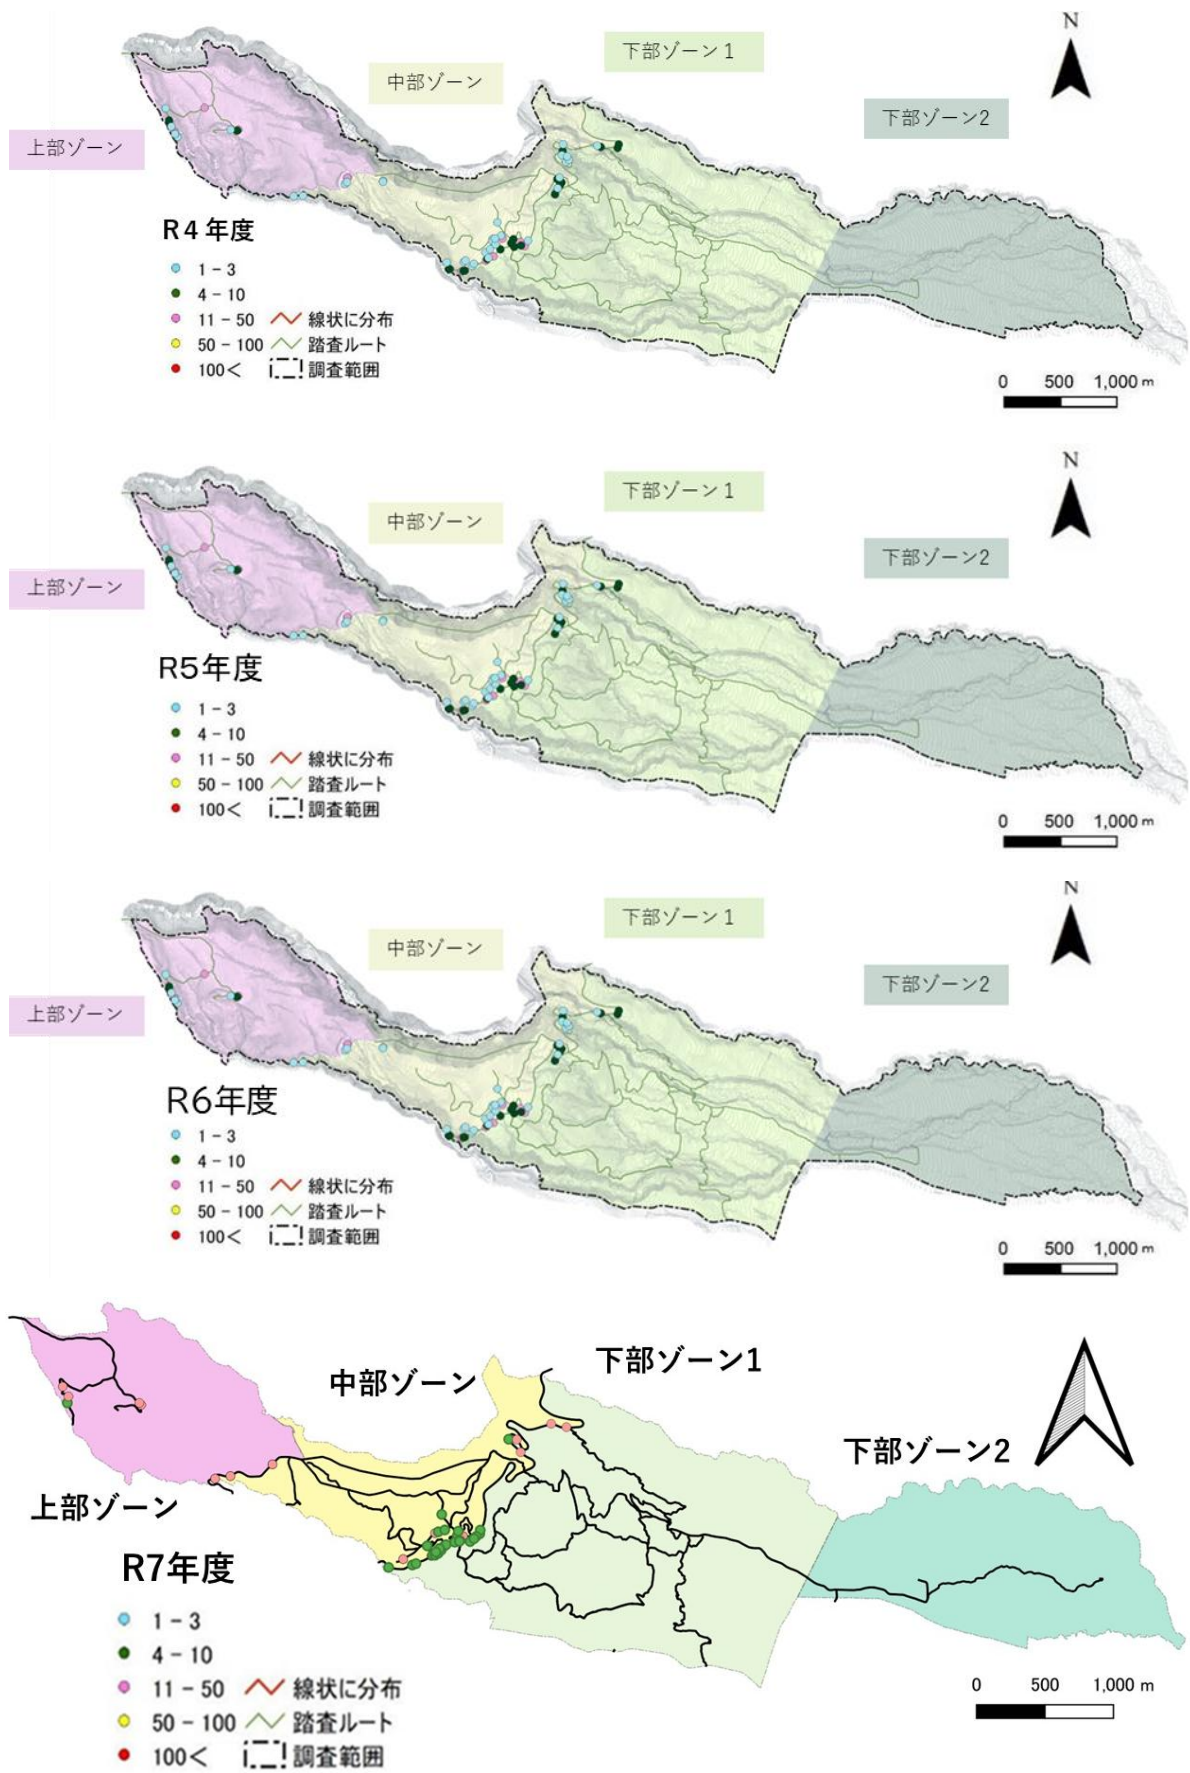 下部ゾーン1
N
中部ゾーン
下部ゾーン2
上部ゾーン
R4年度
1-3
4-10
11-50 線状に分布
50-100 踏査ルート
100< 調査範囲
0 500 1,000 m
下部ゾーン1
N
中部ゾーン
下部ゾーン2
上部ゾーン
R5年度
1-3
4-10
11-50 線状に分布
50-100 踏査ルート
100< 調査範囲
0 500 1,000 m
下部ゾーン1
N
中部ゾーン
下部ゾーン2
上部ゾーン
R6年度
1-3
4-10
11-50 線状に分布
50-100 踏査ルート
100< 調査範囲
0 500 1,000 m
下部ゾーン1
中部ゾーン
下部ゾーン2
上部ゾーン
R7年度
1-3
4-10
11-50 線状に分布
50-100 踏査ルート
100< 調査範囲
0 500 1,000 m